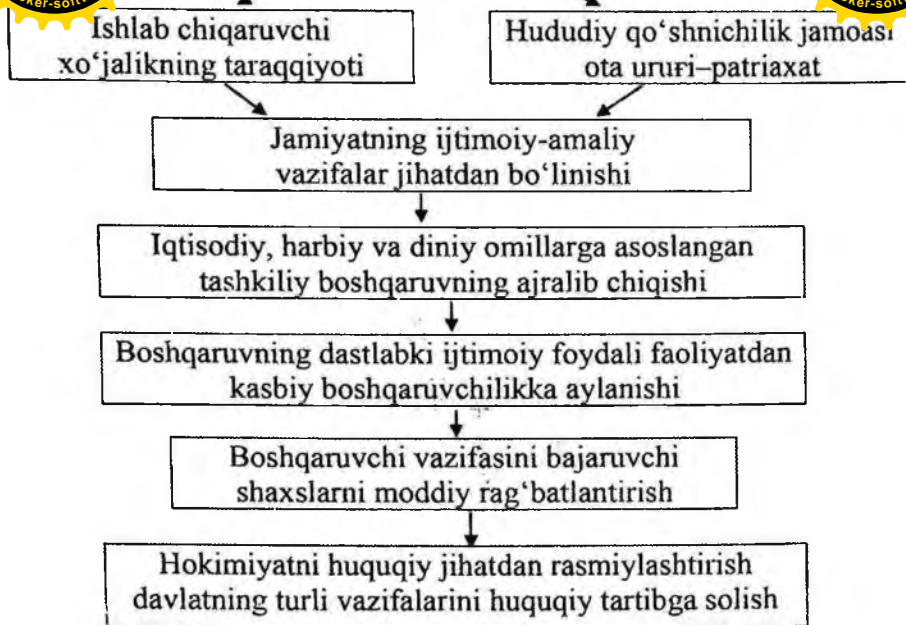 Ishlab chiqaruvchi
xo‘jalikning taraqqiyoti
Hududiy qo‘shnichilik jamoasi
ota urugʻi–patriaxat
Jamiyatning ijtimoiy-amaliy
vazifalar jihatdan bo‘linishi
Iqtisodiy, harbiy va diniy omillarga asoslangan
tashkiliy boshqaruvning ajralib chiqishi
Boshqaruvning dastlabki ijtimoiy foydali faoliyatdan
kasbiy boshqaruvchilikka aylanishi
Boshqaruvchi vazifasini bajaruvchi
shaxslarni moddiy rag‘batlantirish
Hokimiyatni huquqiy jihatdan rasmiylashtirish
davlatning turli vazifalarini huquqiy tartibga solish